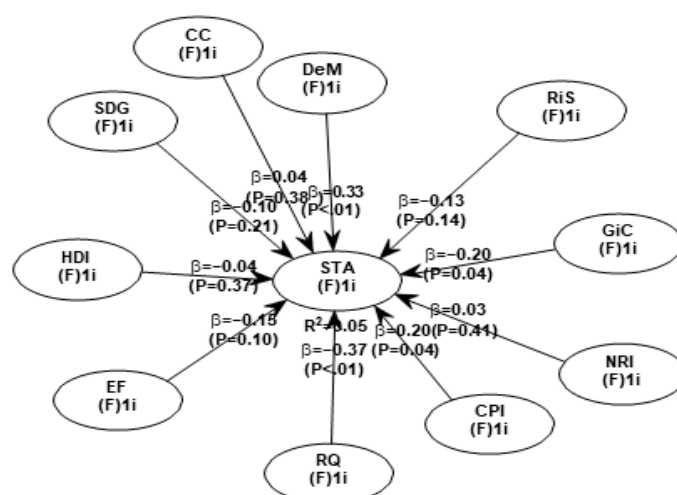 CC
(F)1i
DeM
(F)1i
RiS
(F)1i
SDG
(F)1i
β=0.04
(P=0.38)
β=0.33
(P<.01)
β=−0.10
(P=0.21)
β=−0.13
(P=0.14)
GiC
(F)1i
β=−0.20
(P=0.04)
HDI
(F)1i
β=−0.04
(P=0.37)
STA
(F)1i
β=−0.15
(P=0.10)
R²=0.05
β=−0.37
(P<.01)
β=0.20
(P=0.04)
β=0.03
(P=0.41)
NRI
(F)1i
EF
(F)1i
CPI
(F)1i
RQ
(F)1i